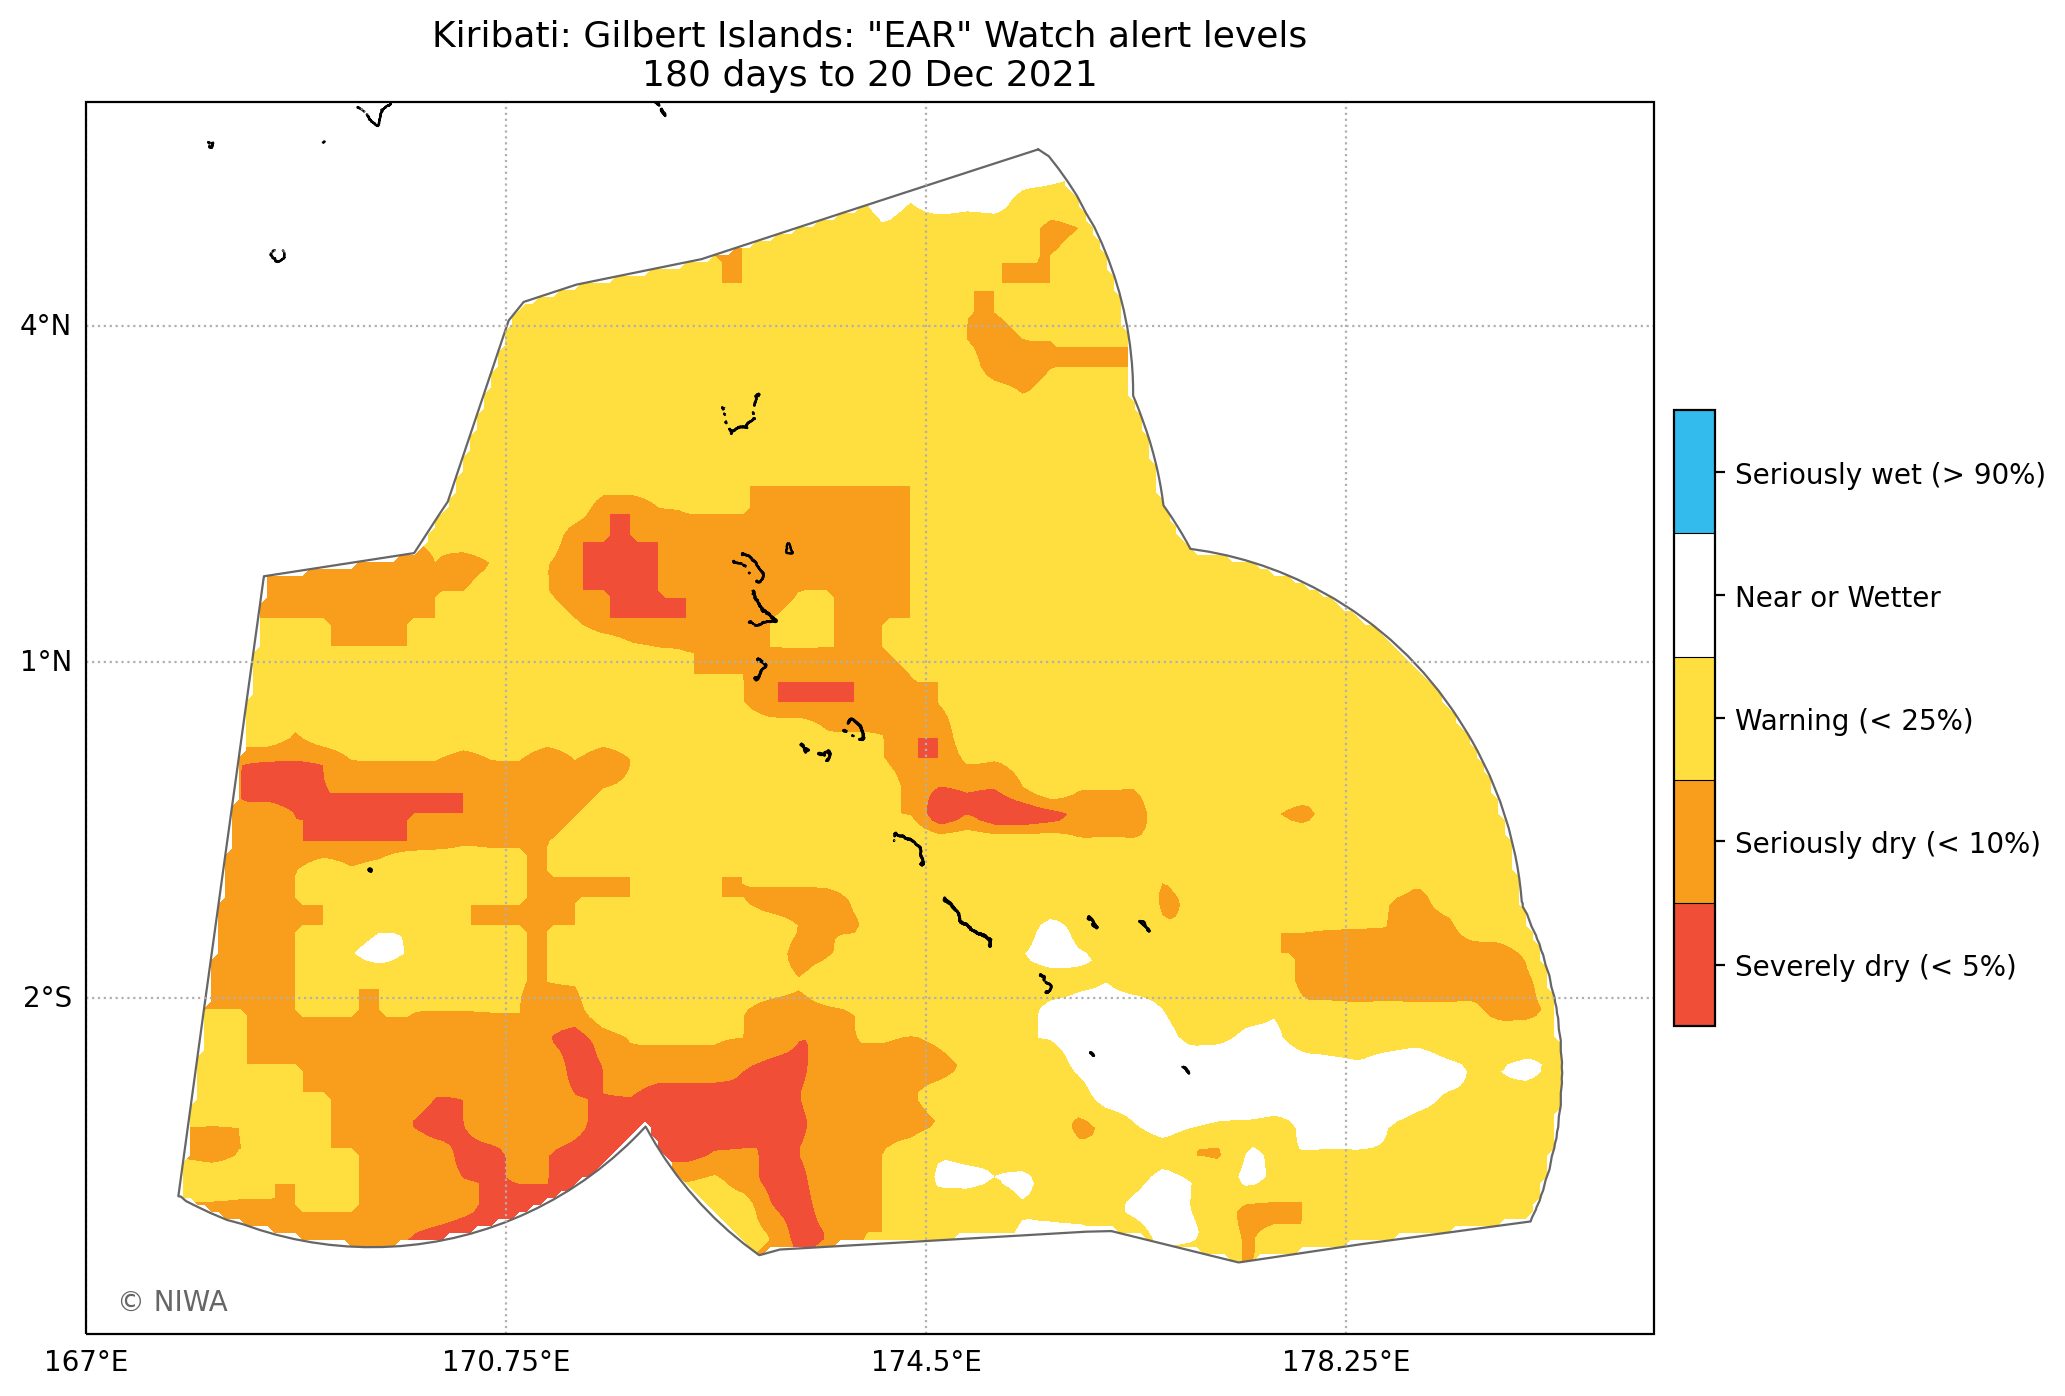 Kiribati: Gilbert Islands: "EAR" Watch alert levels
180 days to 20 Dec 2021
4°N
1°N
2°S
167°E
170.75°E
174.5°E
178.25°E
© NIWA
Seriously wet (> 90%)
Near or Wetter
Warning (< 25%)
Seriously dry (< 10%)
Severely dry (< 5%)